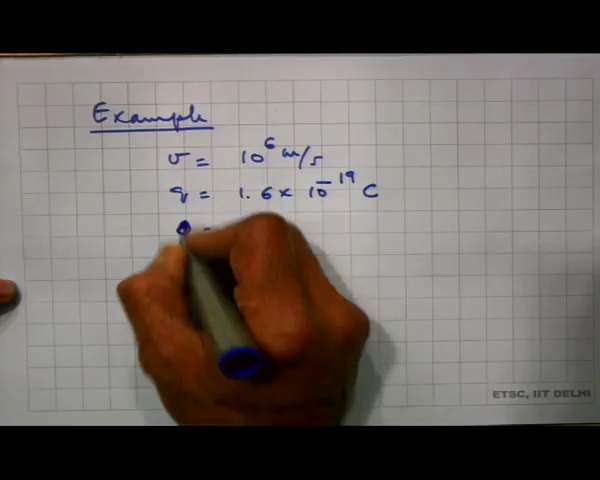 Example
v = 10⁶ m/s
q = 1.6 x 10⁻¹⁹ C
=
ETSC, IIT DELHI